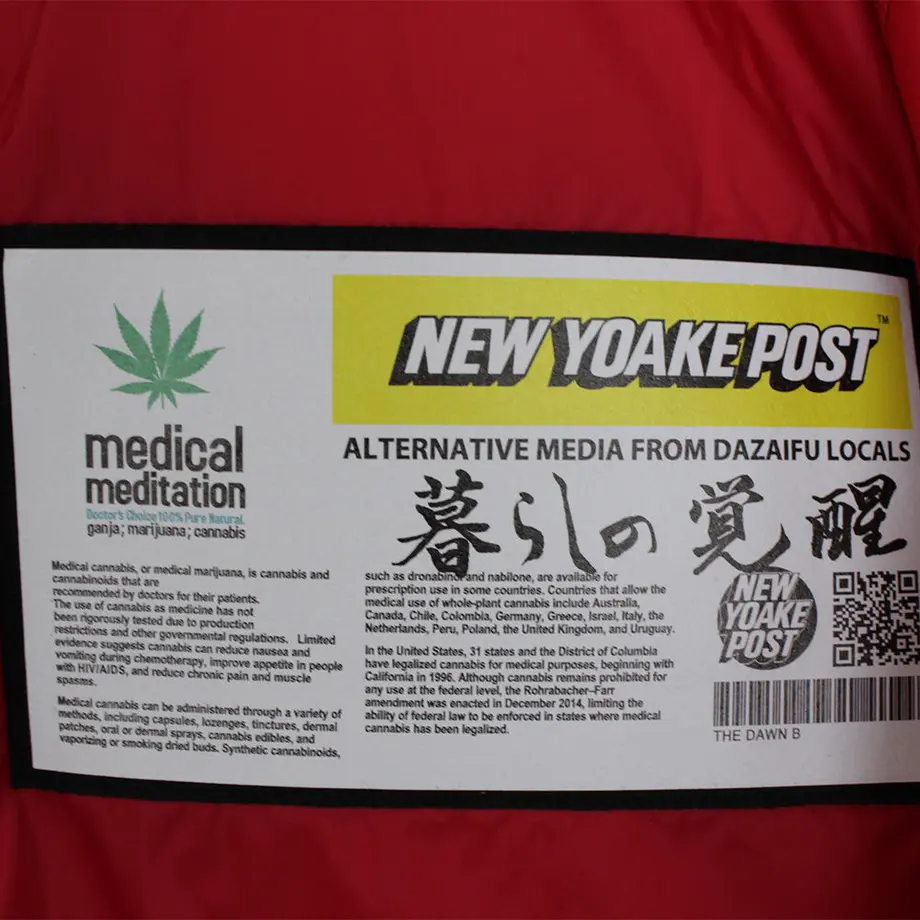 medical
meditation
Doctor's Choice 100% Pure Natural.
ganja; marijuana; cannabis
Medical cannabis, or medical marijuana, is cannabis and
cannabinoids that are
recommended by doctors for their patients.
The use of cannabis as medicine has not
been rigorously tested due to production
restrictions and other governmental regulations. Limited
evidence suggests cannabis can reduce nausea and
vomiting during chemotherapy, improve appetite in people
with HIV/AIDS, and reduce chronic pain and muscle
spasms.
Medical cannabis can be administered through a variety of
methods, including capsules, lozenges, tinctures, dermal
patches, oral or dermal sprays, cannabis edibles, and
vaporizing or smoking dried buds. Synthetic cannabinoids,
NEW YOAKE POST TM
ALTERNATIVE MEDIA FROM DAZAIFU LOCALS
暮らしの覚醒
such as dronabinol and nabilone, are available for
prescription use in some countries. Countries that allow the
medical use of whole-plant cannabis include Australia,
Canada, Chile, Colombia, Germany, Greece, Israel, Italy, the
Netherlands, Peru, Poland, the United Kingdom, and Uruguay.
In the United States, 31 states and the District of Columbia
have legalized cannabis for medical purposes, beginning with
California in 1996. Although cannabis remains prohibited for
any use at the federal level, the Rohrabacher–Farr
amendment was enacted in December 2014, limiting the
ability of federal law to be enforced in states where medical
cannabis has been legalized.
NEW
YOAKE
POST
THE DAWN B